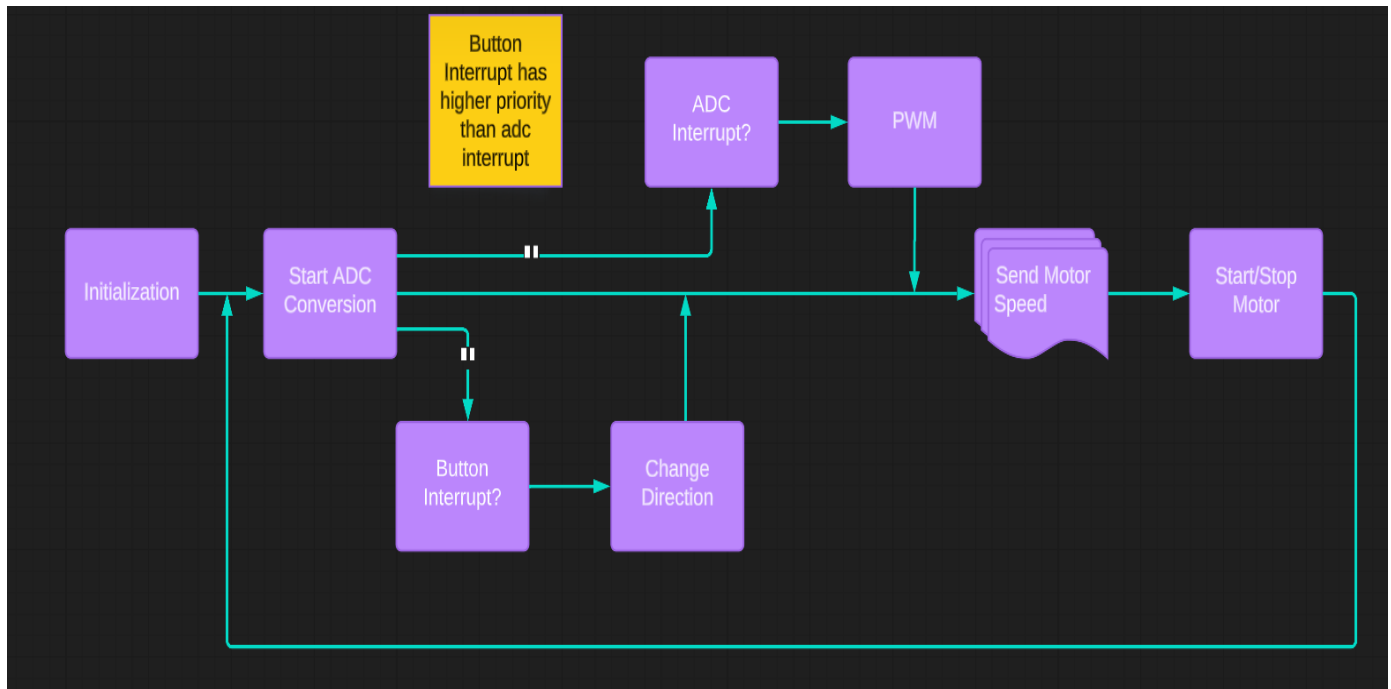 Button
Interrupt has
higher priority
than adc
interrupt
ADC
Interrupt?
PWM
Initialization
Start ADC
Conversion
Send Motor
Speed
Start/Stop
Motor
Button
Interrupt?
Change
Direction